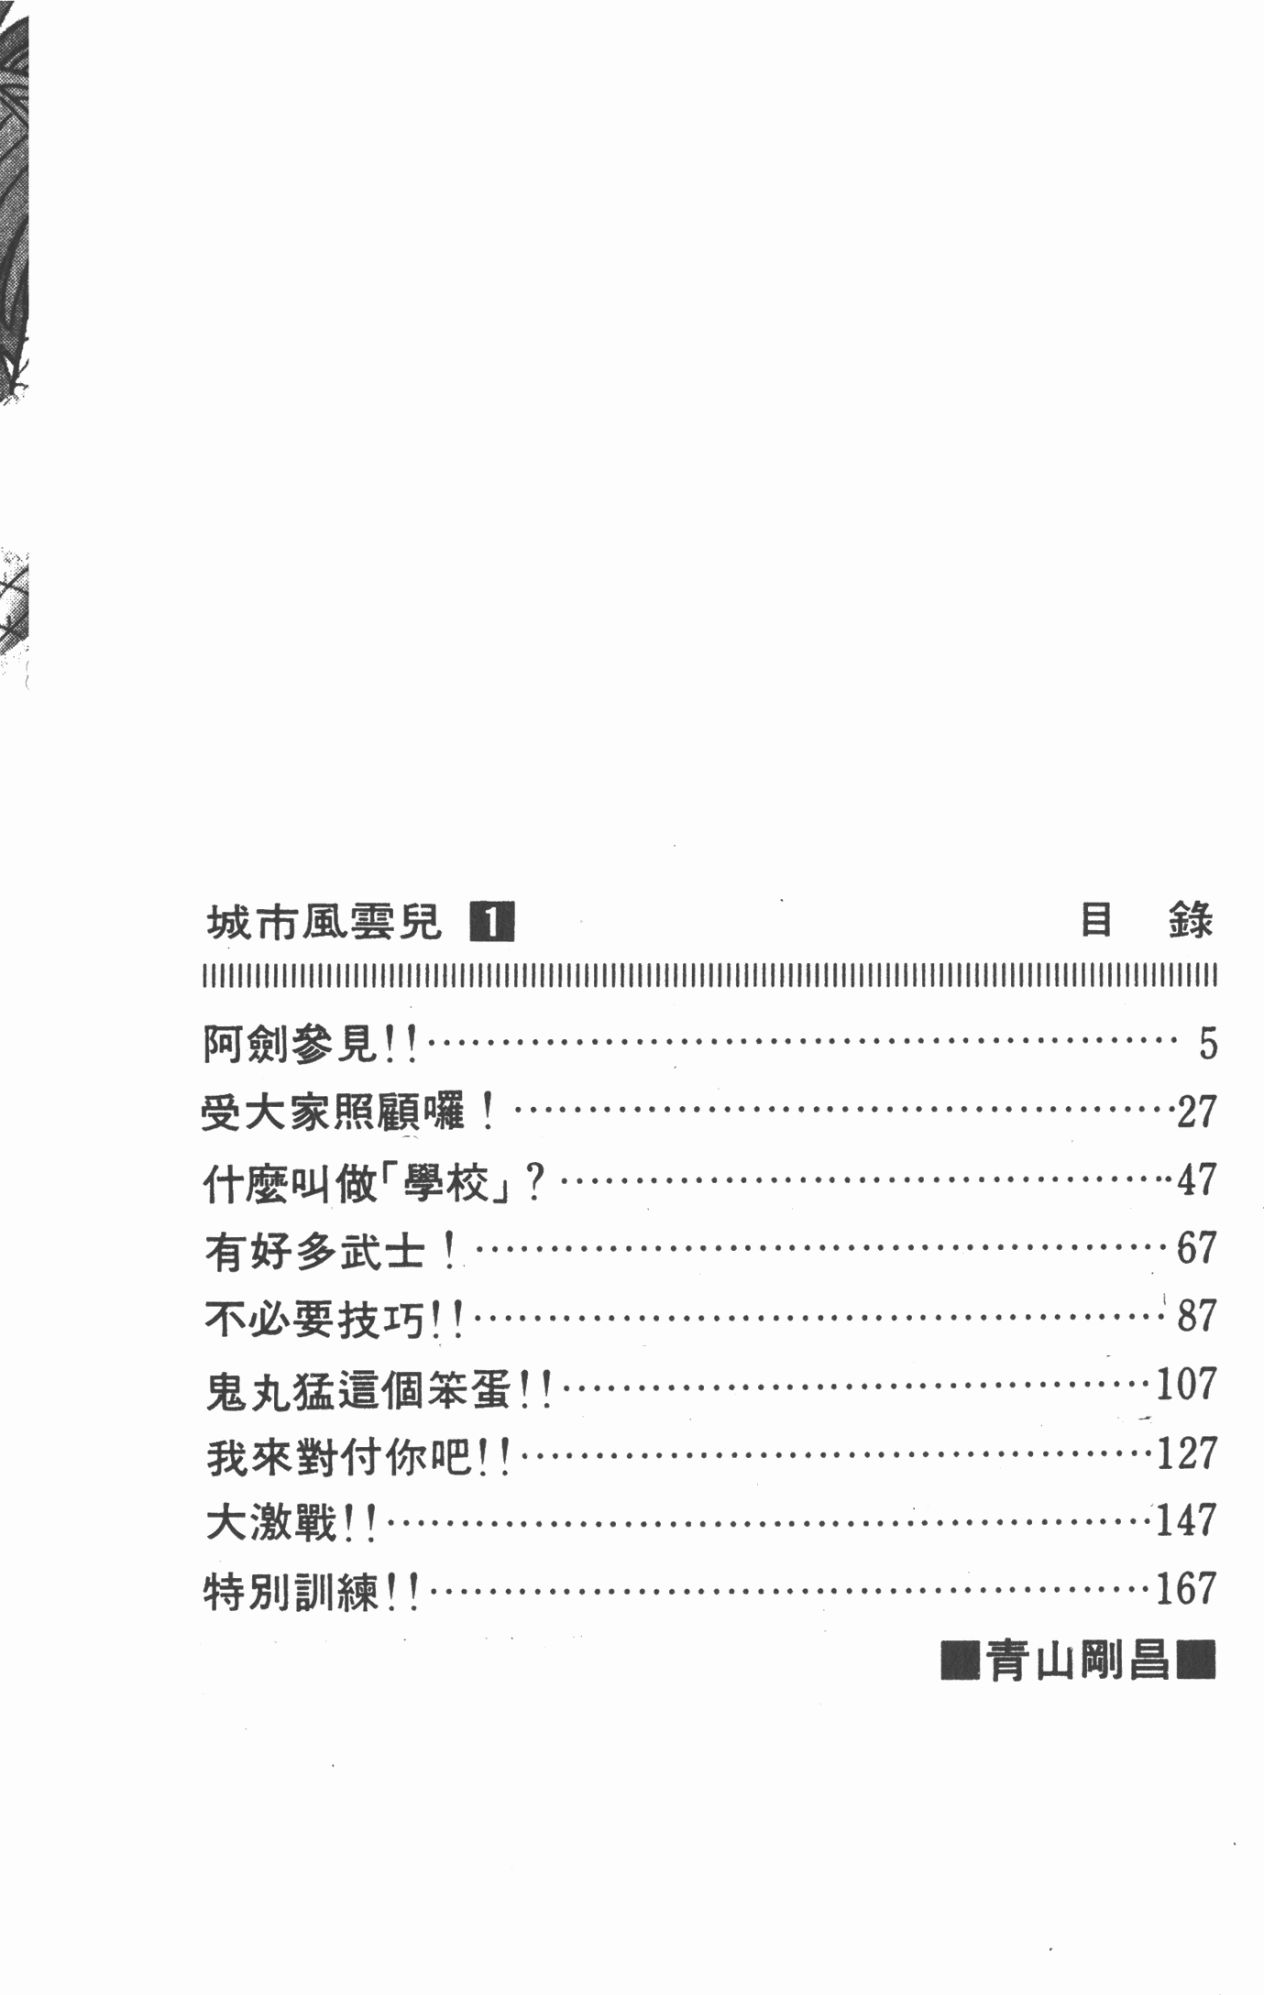 城市風雲兒 1 目 錄
阿劍參見!!…………………………………………… 5
受大家照顧囉！………………………………………27
什麼叫做「學校」？……………………………………47
有好多武士！…………………………………………67
不必要技巧!!…………………………………………87
鬼丸猛這個笨蛋!!……………………………………107
我來對付你吧!!………………………………………127
大激戰!!………………………………………………147
特別訓練!!……………………………………………167
■青山剛昌■